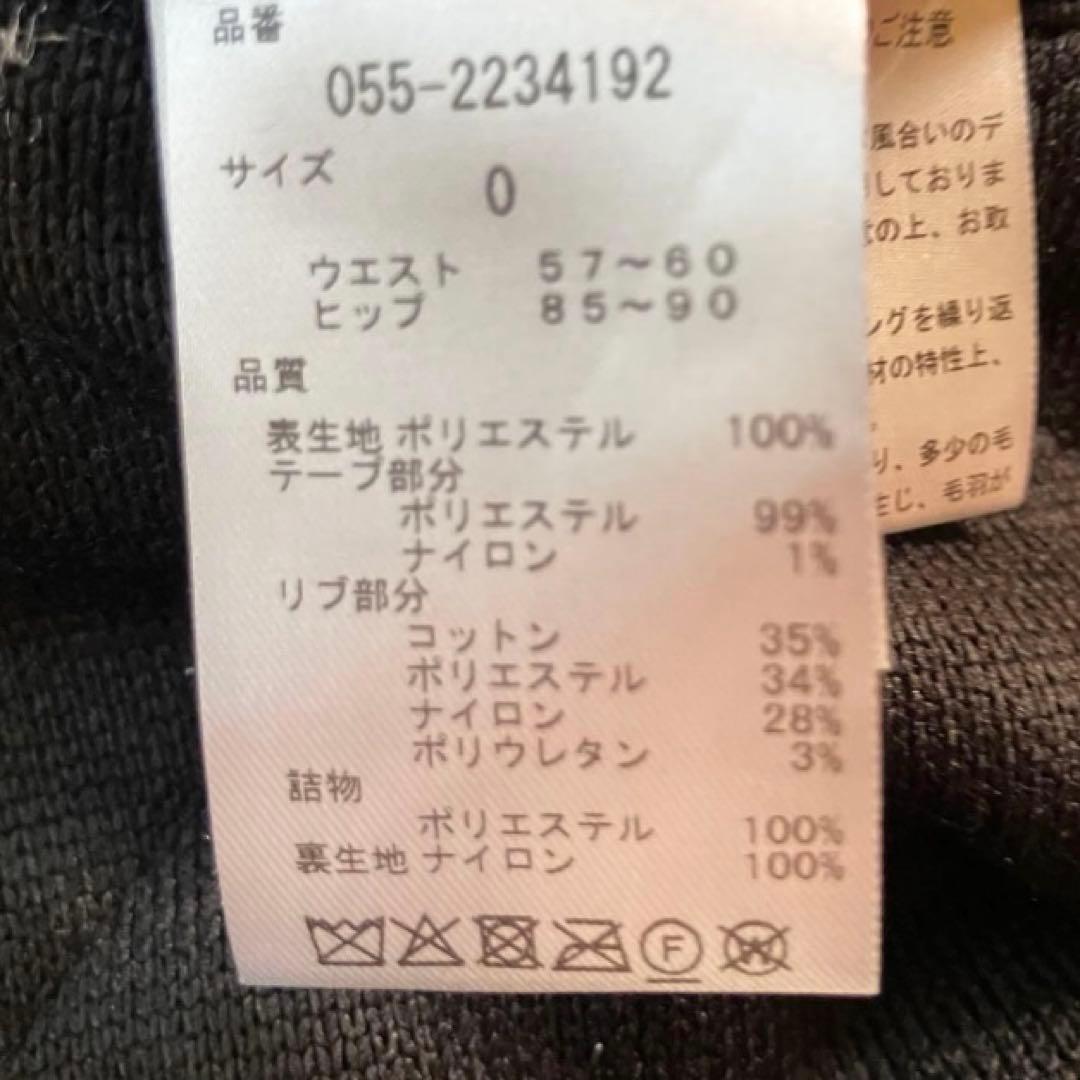 品番
055-2234192
サイズ
0
ウエスト 57~60
ヒップ 85~90
品質
表生地 ポリエステル 100%
テープ部分
ポリエステル 99%
ナイロン 1%
リブ部分
コットン 35%
ポリエステル 34%
ナイロン 28%
ポリウレタン 3%
詰物
ポリエステル 100%
裏生地 ナイロン 100%
F
W
ご注意
風合いのデ
しておりま
の上、お取
ングを繰り返
材の特性上、
り、多少の毛
生じ、毛羽が